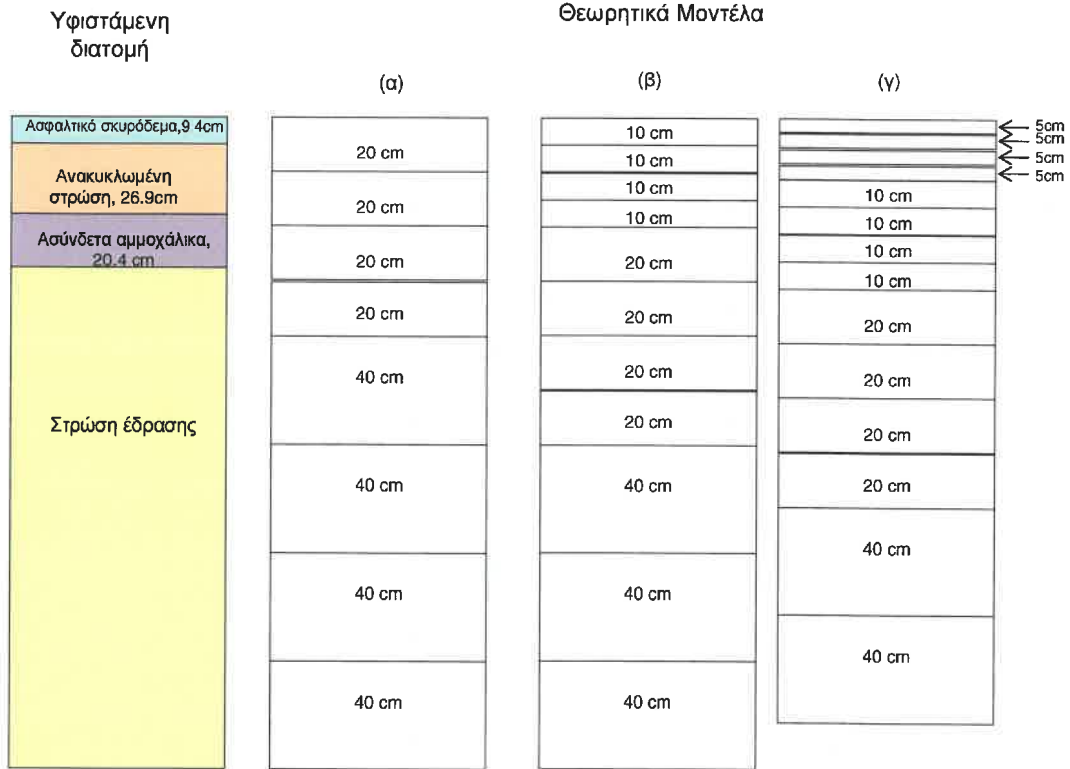 Υφιστάμενη
διατομή
Θεωρητικά Μοντέλα
(α)
(β)
(γ)
Ασφαλτικό σκυρόδεμα,9 4cm
Ανακυκλωμένη
στρώση, 26.9cm
Ασύνδετα αμμοχάλικα,
20.4 cm
Στρώση έδρασης
20 cm
20 cm
20 cm
20 cm
40 cm
40 cm
40 cm
40 cm
10 cm
10 cm
10 cm
10 cm
20 cm
20 cm
20 cm
20 cm
40 cm
40 cm
40 cm
5cm
5cm
5cm
5cm
10 cm
10 cm
10 cm
10 cm
20 cm
20 cm
20 cm
20 cm
40 cm
40 cm